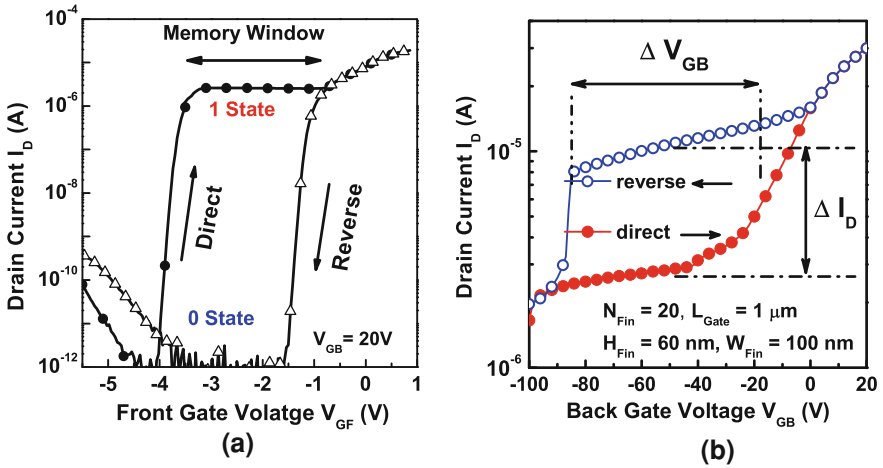 10⁻⁴
10⁻⁶
10⁻⁸
10⁻¹⁰
10⁻¹²
Drain Current I_D (A)
Memory Window
1 State
Direct
Reverse
0 State
V_GB = 20V
-5 -4 -3 -2 -1 0 1
Front Gate Volatge V_GF (V)
(a)
10⁻⁵
10⁻⁶
Drain Current I_D (A)
Δ V_GB
reverse
direct
Δ I_D
N_Fin = 20, L_Gate = 1 μm
H_Fin = 60 nm, W_Fin = 100 nm
-100 -80 -60 -40 -20 0 20
Back Gate Voltage V_GB (V)
(b)